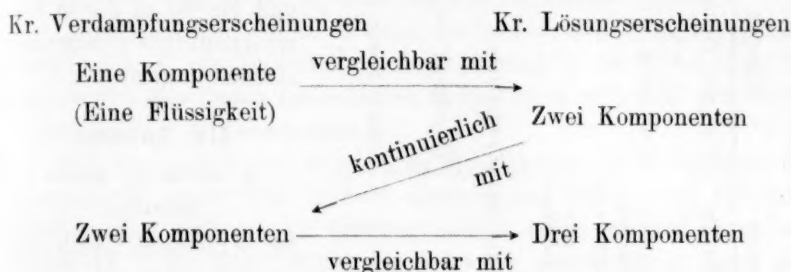 Kr. Verdampfungserscheinungen Kr. Lösungserscheinungen
Eine Komponente vergleichbar mit
(Eine Flüssigkeit) Zwei Komponenten
kontinuierlich
mit
Zwei Komponenten Drei Komponenten
vergleichbar mit